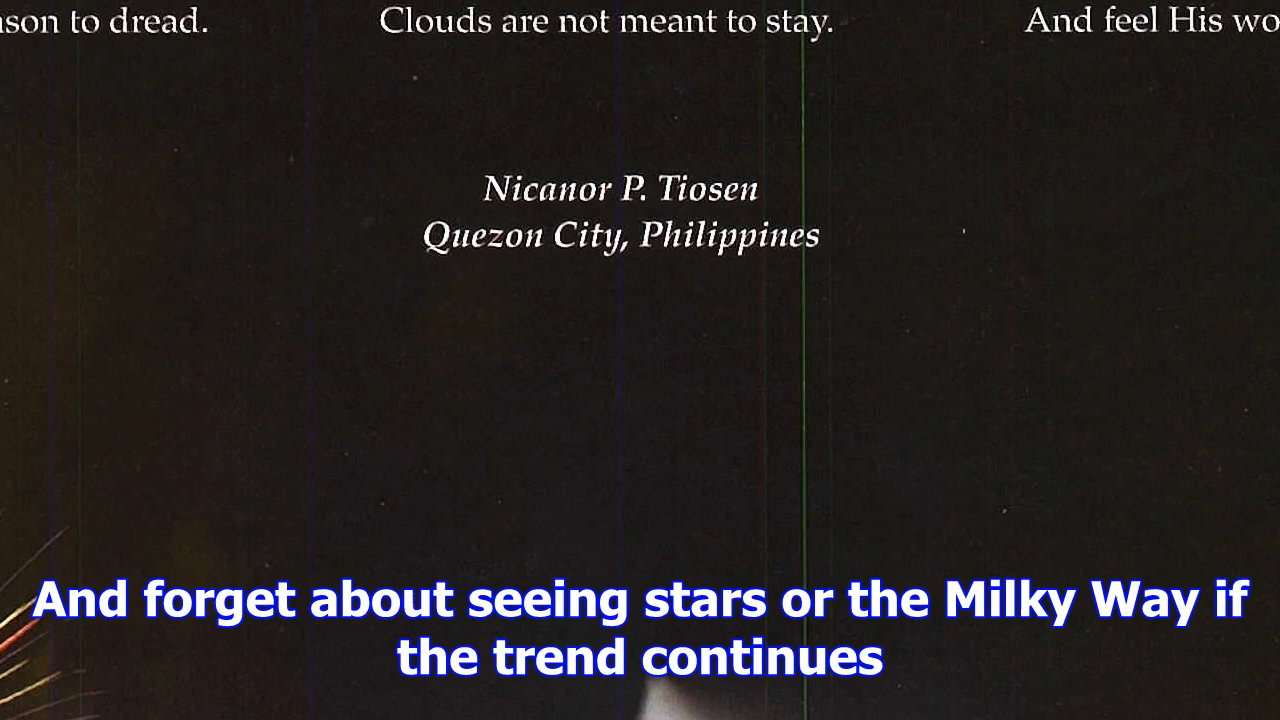 son to dread. Clouds are not meant to stay. And feel His
Nicanor P. Tiosen
Quezon City, Philippines
And forget about seeing stars or the Milky Way if
the trend continues